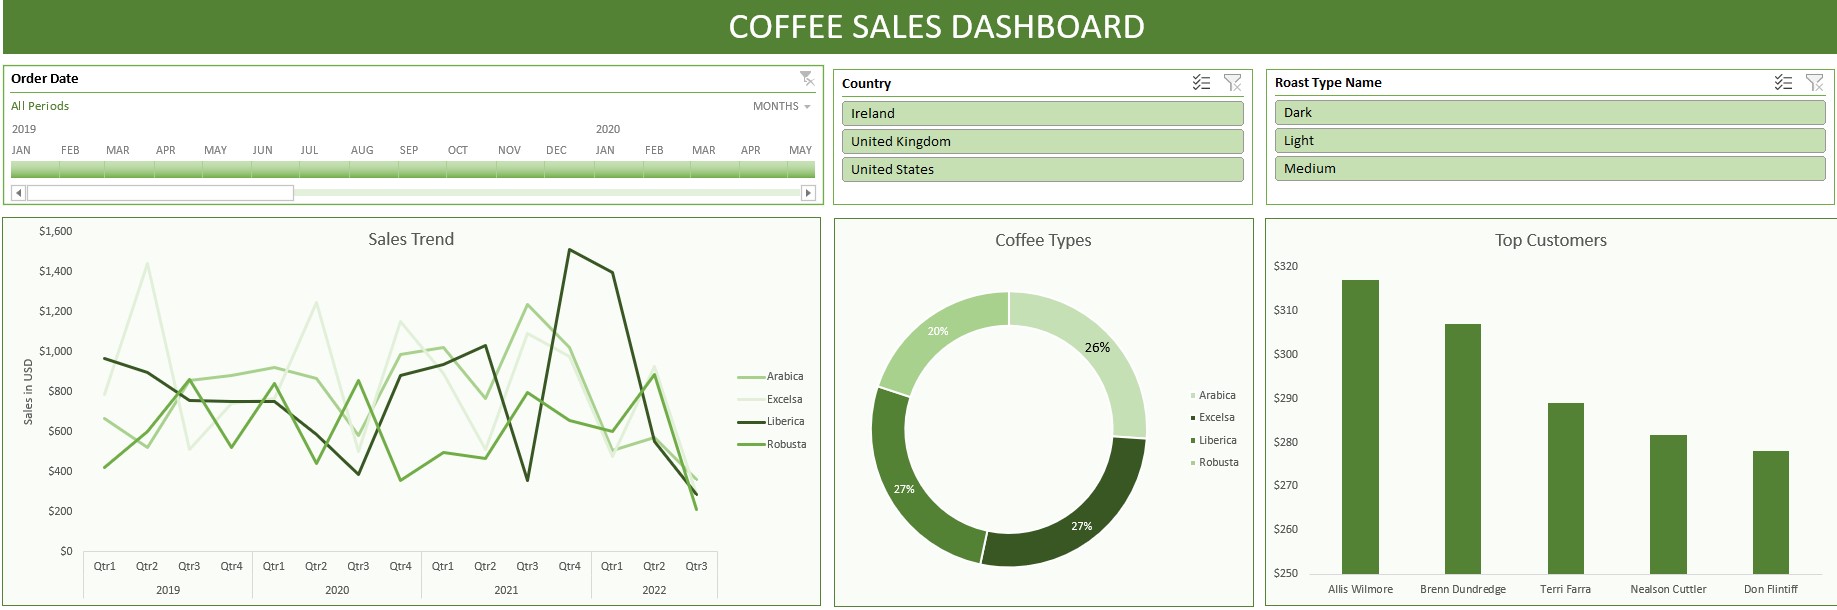 COFFEE SALES DASHBOARD
Order Date
All Periods
MONTHS
2019 2020
JAN FEB MAR APR MAY JUN JUL AUG SEP OCT NOV DEC JAN FEB MAR APR MAY
Country
Ireland
United Kingdom
United States
Roast Type Name
Dark
Light
Medium
Sales Trend
Sales in USD
$1,600
$1,400
$1,200
$1,000
$800
$600
$400
$200
$0
Qtr1 Qtr2 Qtr3 Qtr4 Qtr1 Qtr2 Qtr3 Qtr4 Qtr1 Qtr2 Qtr3 Qtr4 Qtr1 Qtr2 Qtr3
2019 2020 2021 2022
Arabica
Excelsa
Liberica
Robusta
Coffee Types
20%
26%
27%
27%
Arabica
Excelsa
Liberica
Robusta
Top Customers
$320
$310
$300
$290
$280
$270
$260
$250
Allis Wilmore Brenn Dundredge Terri Farra Nealson Cuttler Don Flintiff